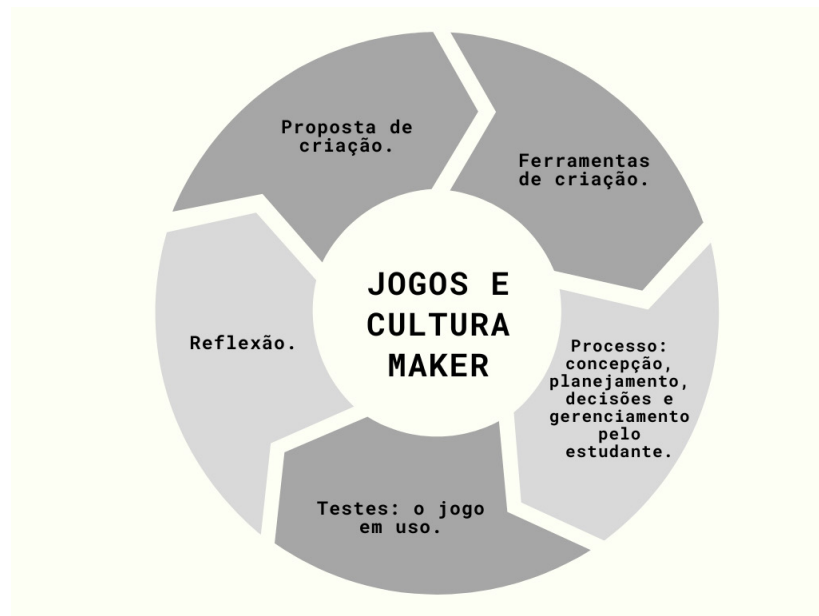 Proposta de
criação.
Ferramentas
de criação.
JOGOS E
CULTURA
MAKER
Reflexão.
Processo:
concepção,
planejamento,
decisões e
gerenciamento
pelo
estudante.
Testes: o jogo
em uso.